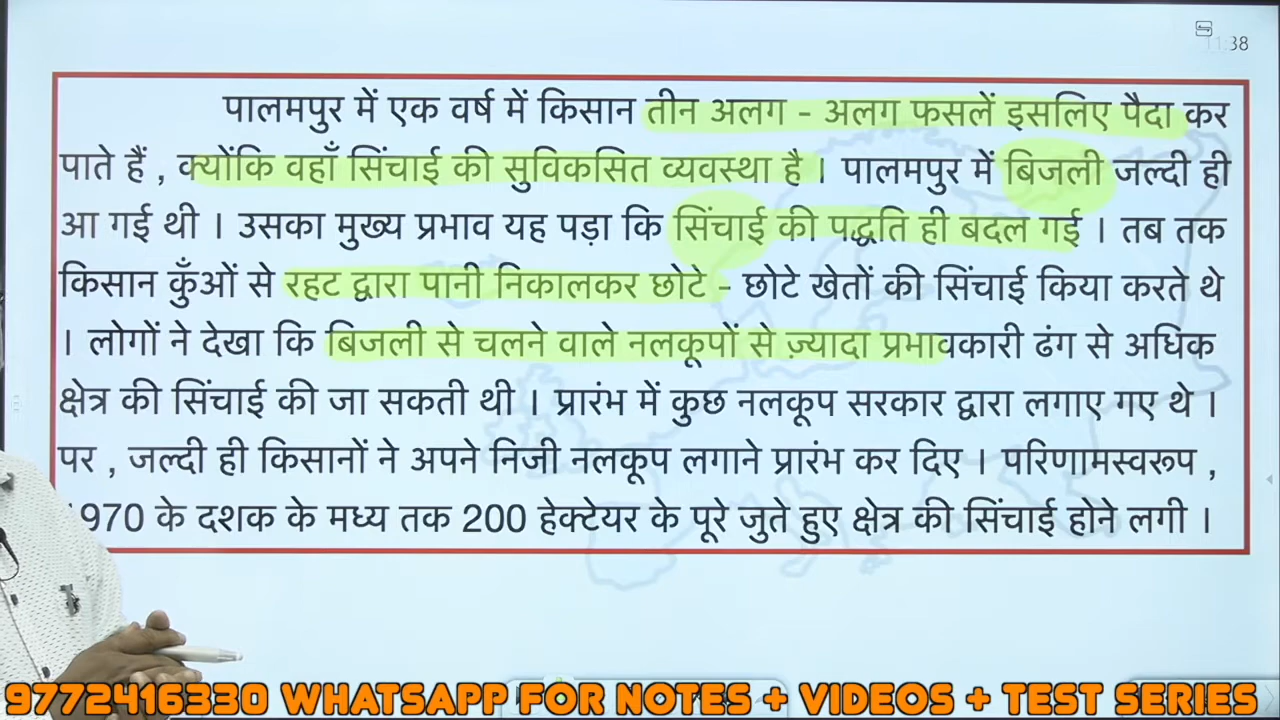 11:38
पालमपुर में एक वर्ष में किसान तीन अलग - अलग फसलें इसलिए पैदा कर
पाते हैं , क्योंकि वहाँ सिंचाई की सुविकसित व्यवस्था है । पालमपुर में बिजली जल्दी ही
आ गई थी । उसका मुख्य प्रभाव यह पड़ा कि सिंचाई की पद्धति ही बदल गई । तब तक
किसान कुँओं से रहट द्वारा पानी निकालकर छोटे - छोटे खेतों की सिंचाई किया करते थे
। लोगों ने देखा कि बिजली से चलने वाले नलकूपों से ज़्यादा प्रभावकारी ढंग से अधिक
क्षेत्र की सिंचाई की जा सकती थी । प्रारंभ में कुछ नलकूप सरकार द्वारा लगाए गए थे ।
पर , जल्दी ही किसानों ने अपने निजी नलकूप लगाने प्रारंभ कर दिए । परिणामस्वरूप ,
1970 के दशक के मध्य तक 200 हेक्टेयर के पूरे जुते हुए क्षेत्र की सिंचाई होने लगी ।
9772416330 WHATSAPP FOR NOTES + VIDEOS + TEST SERIES